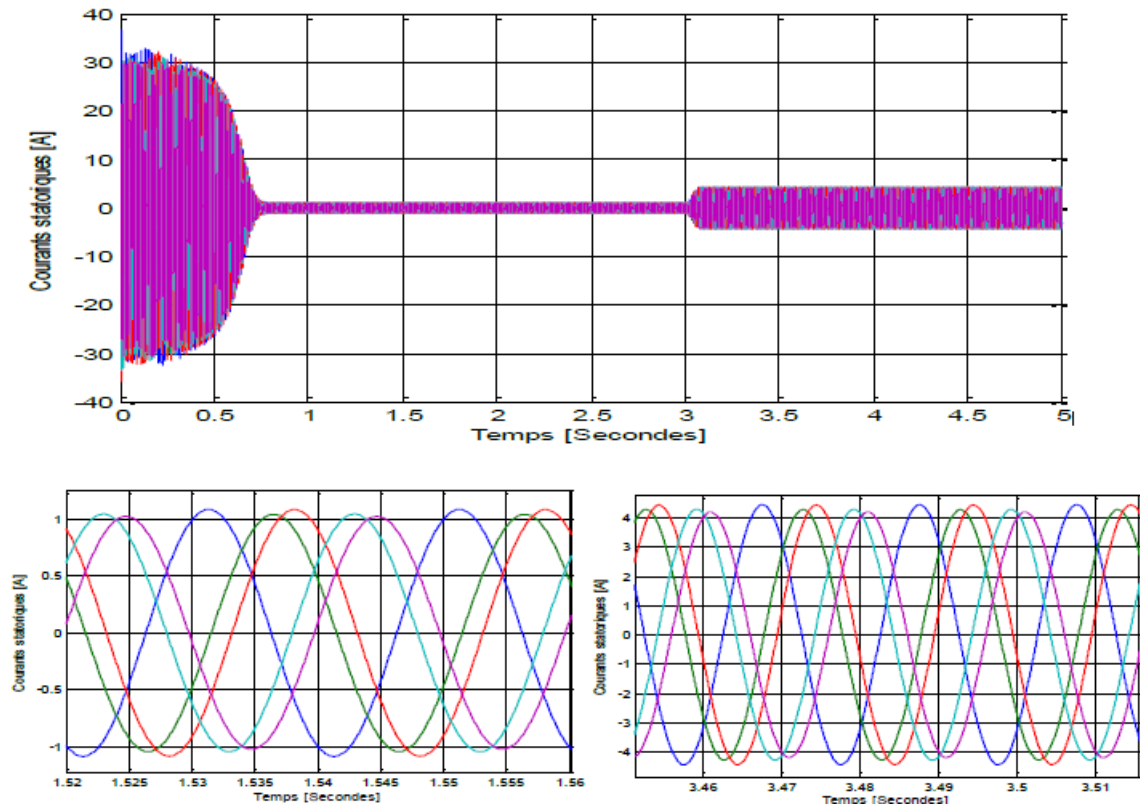 40
30
20
10
0
-10
-20
-30
-40
Courants statoriques [A]
0 0.5 1 1.5 2 2.5 3 3.5 4 4.5 5
Temps [Secondes]
1
0.5
0
-0.5
-1
Courants statoriques [A]
1.52 1.525 1.53 1.535 1.54 1.545 1.55 1.555 1.56
Temps [Secondes]
4
3
2
1
0
-1
-2
-3
-4
Courants statoriques [A]
3.46 3.47 3.48 3.49 3.5 3.51
Temps [Secondes]